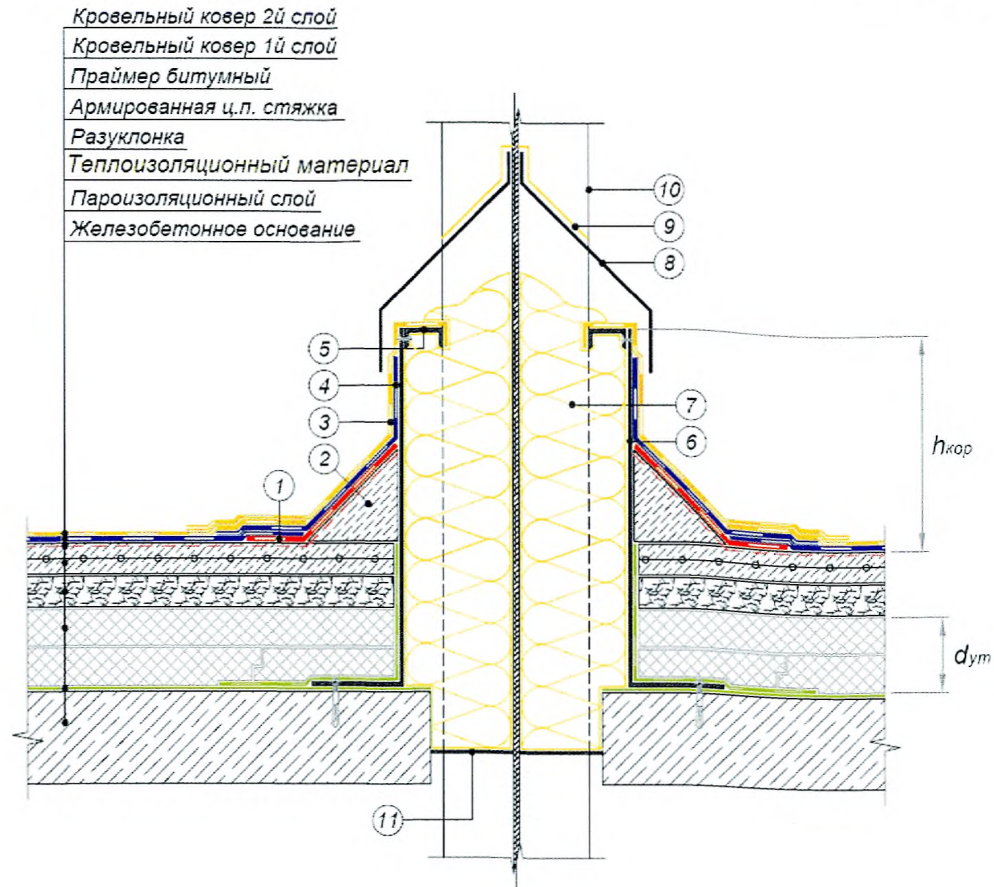 Кровельный ковер 2й слой
Кровельный ковер 1й слой
Праймер битумный
Армированная ц.п. стяжка
Разуклонка
Теплоизоляционный материал
Пароизоляционный слой
Железобетонное основание
10
9
8
5
4
7
3
6
2
hкор
1
dут
11